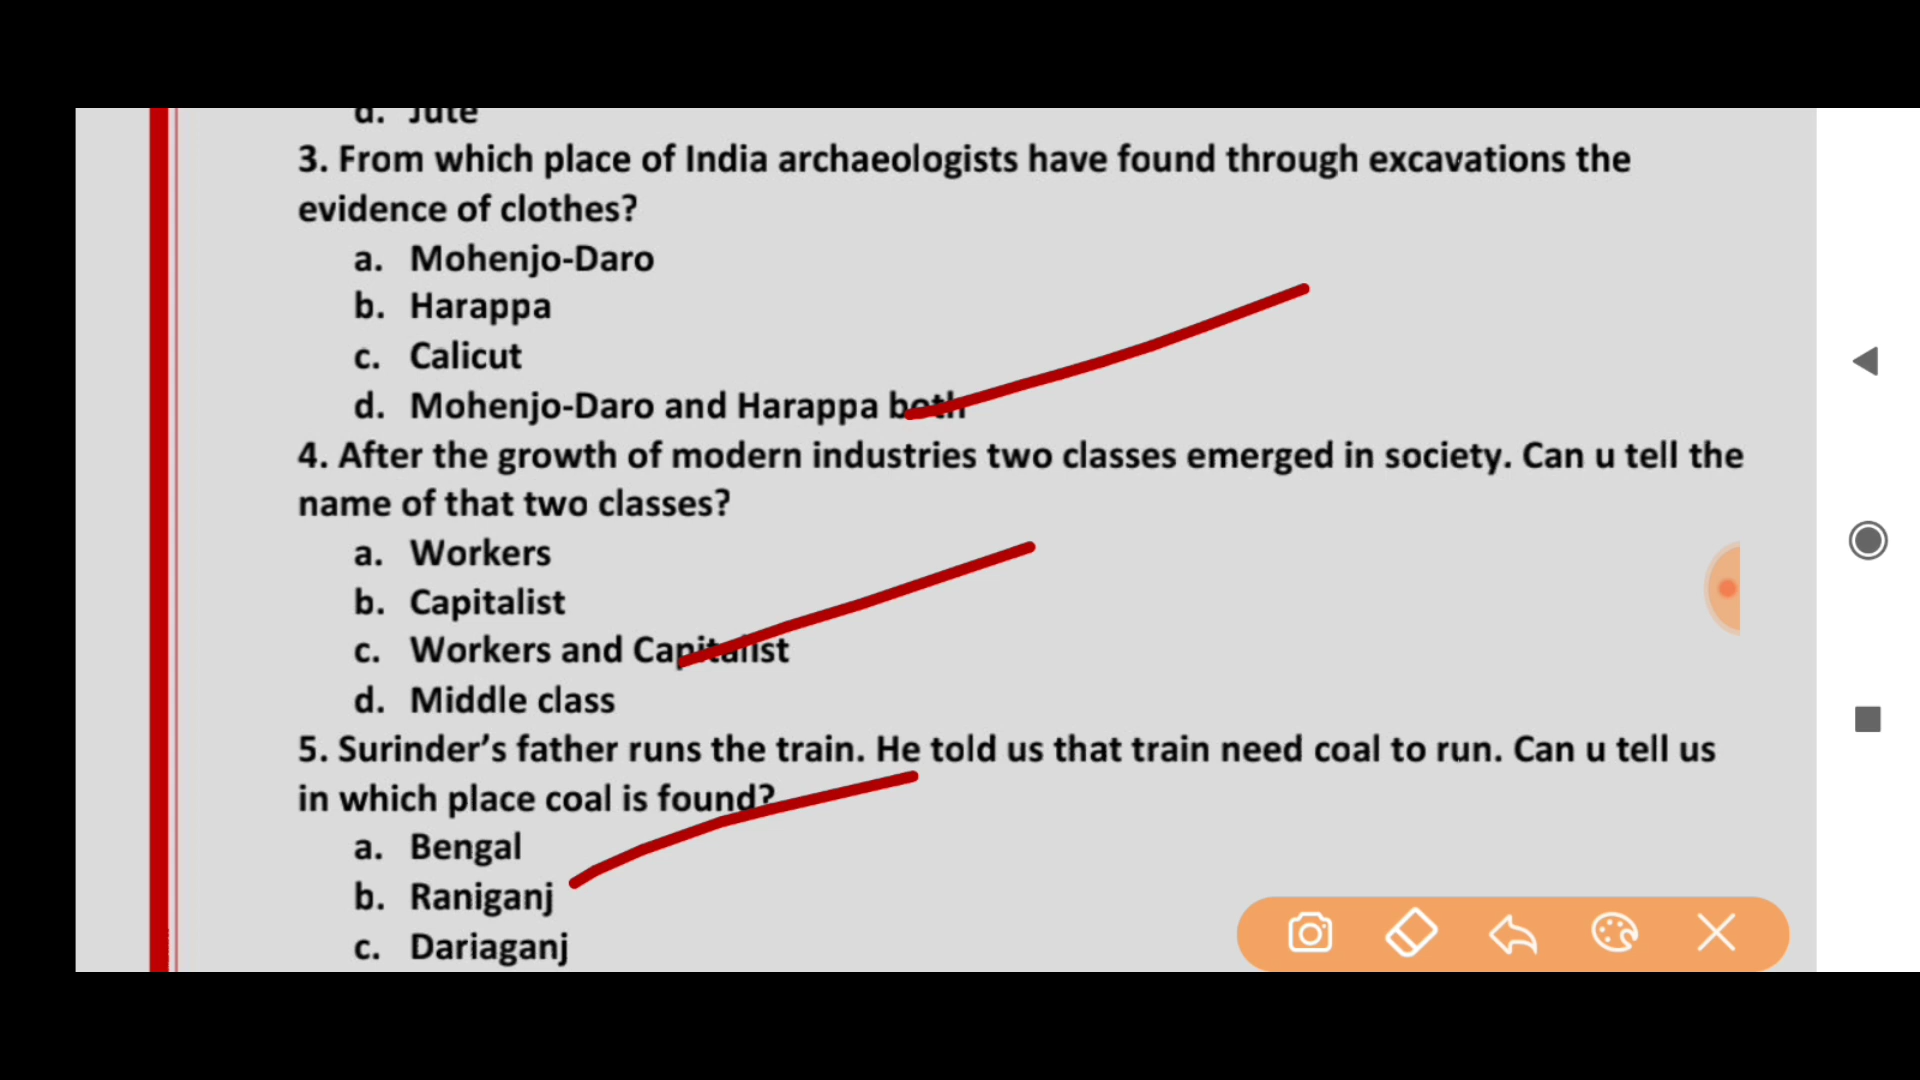 d. Jute
3. From which place of India archaeologists have found through excavations the
evidence of clothes?
a. Mohenjo-Daro
b. Harappa
c. Calicut
d. Mohenjo-Daro and Harappa both
4. After the growth of modern industries two classes emerged in society. Can u tell the
name of that two classes?
a. Workers
b. Capitalist
c. Workers and Capitalist
d. Middle class
5. Surinder’s father runs the train. He told us that train need coal to run. Can u tell us
in which place coal is found?
a. Bengal
b. Raniganj
c. Dariaganj